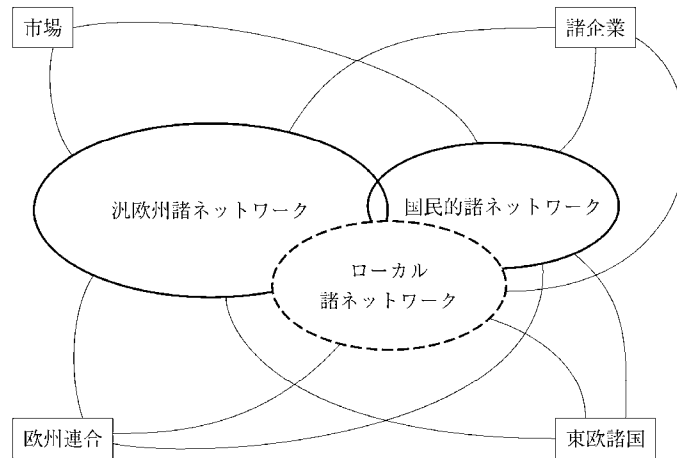 市場
諸企業
汎欧州諸ネットワーク
国民的諸ネットワーク
ローカル
諸ネットワーク
欧州連合
東欧諸国